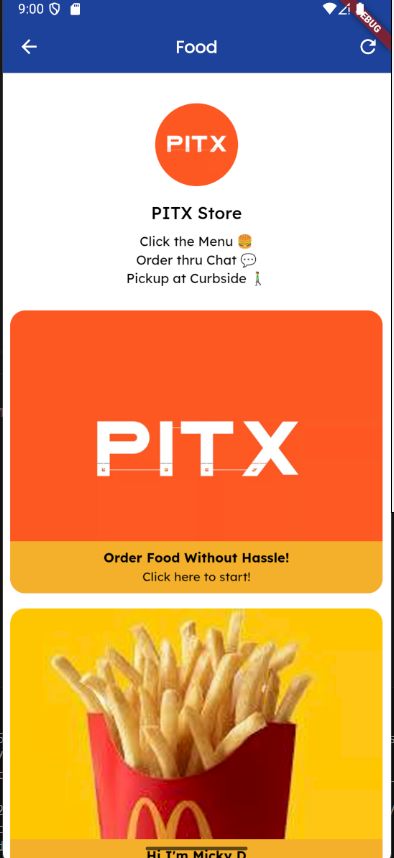 9:00
DEBUG
Food
PITX
PITX Store
Click the Menu 🍔
Order thru Chat 💬
Pickup at Curbside 🚶
PITX
Order Food Without Hassle!
Click here to start!
Hi I'm Micky D